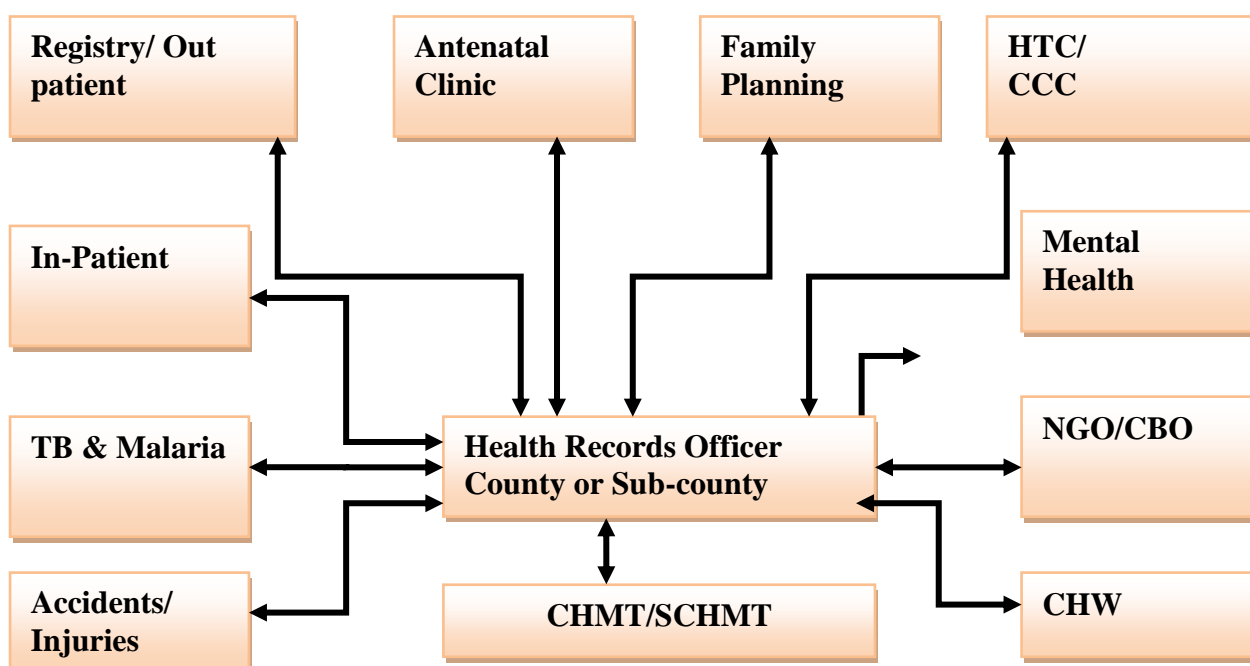 Registry/ Out
patient
Antenatal
Clinic
Family
Planning
HTC/
CCC
In-Patient
Mental
Health
TB & Malaria
Health Records Officer
County or Sub-county
NGO/CBO
Accidents/
Injuries
CHMT/SCHMT
CHW